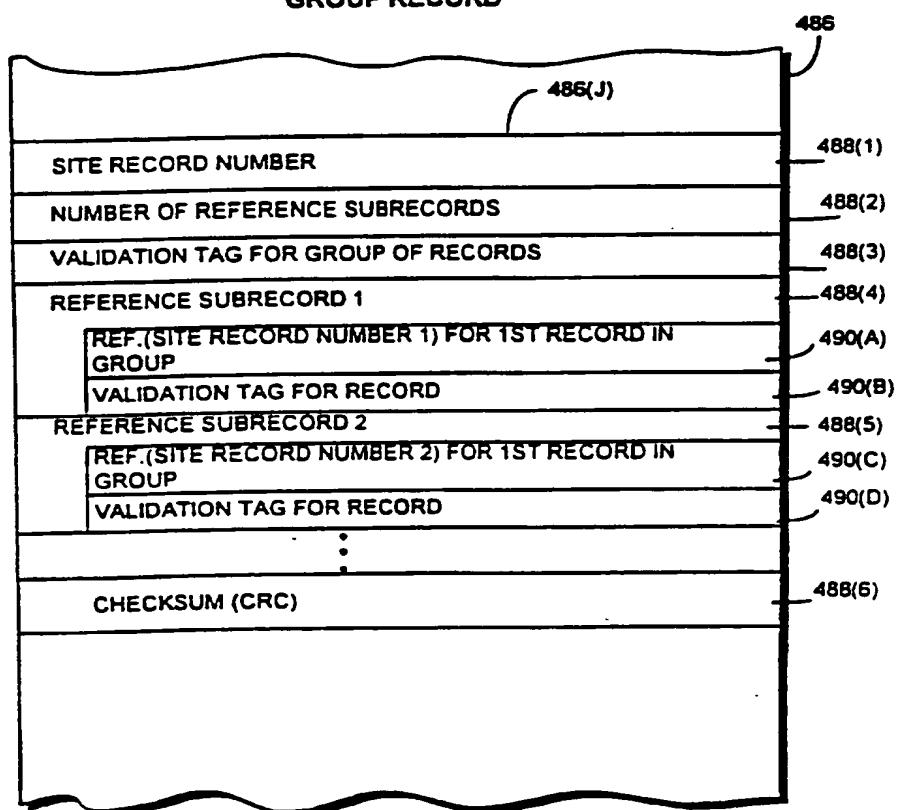 GROUP RECORD
486
486(J)
SITE RECORD NUMBER
488(1)
NUMBER OF REFERENCE SUBRECORDS
488(2)
VALIDATION TAG FOR GROUP OF RECORDS
488(3)
REFERENCE SUBRECORD 1
488(4)
REF.(SITE RECORD NUMBER 1) FOR 1ST RECORD IN
GROUP
490(A)
VALIDATION TAG FOR RECORD
490(B)
REFERENCE SUBRECORD 2
488(5)
REF.(SITE RECORD NUMBER 2) FOR 1ST RECORD IN
GROUP
490(C)
VALIDATION TAG FOR RECORD
490(D)
CHECKSUM (CRC)
488(6)